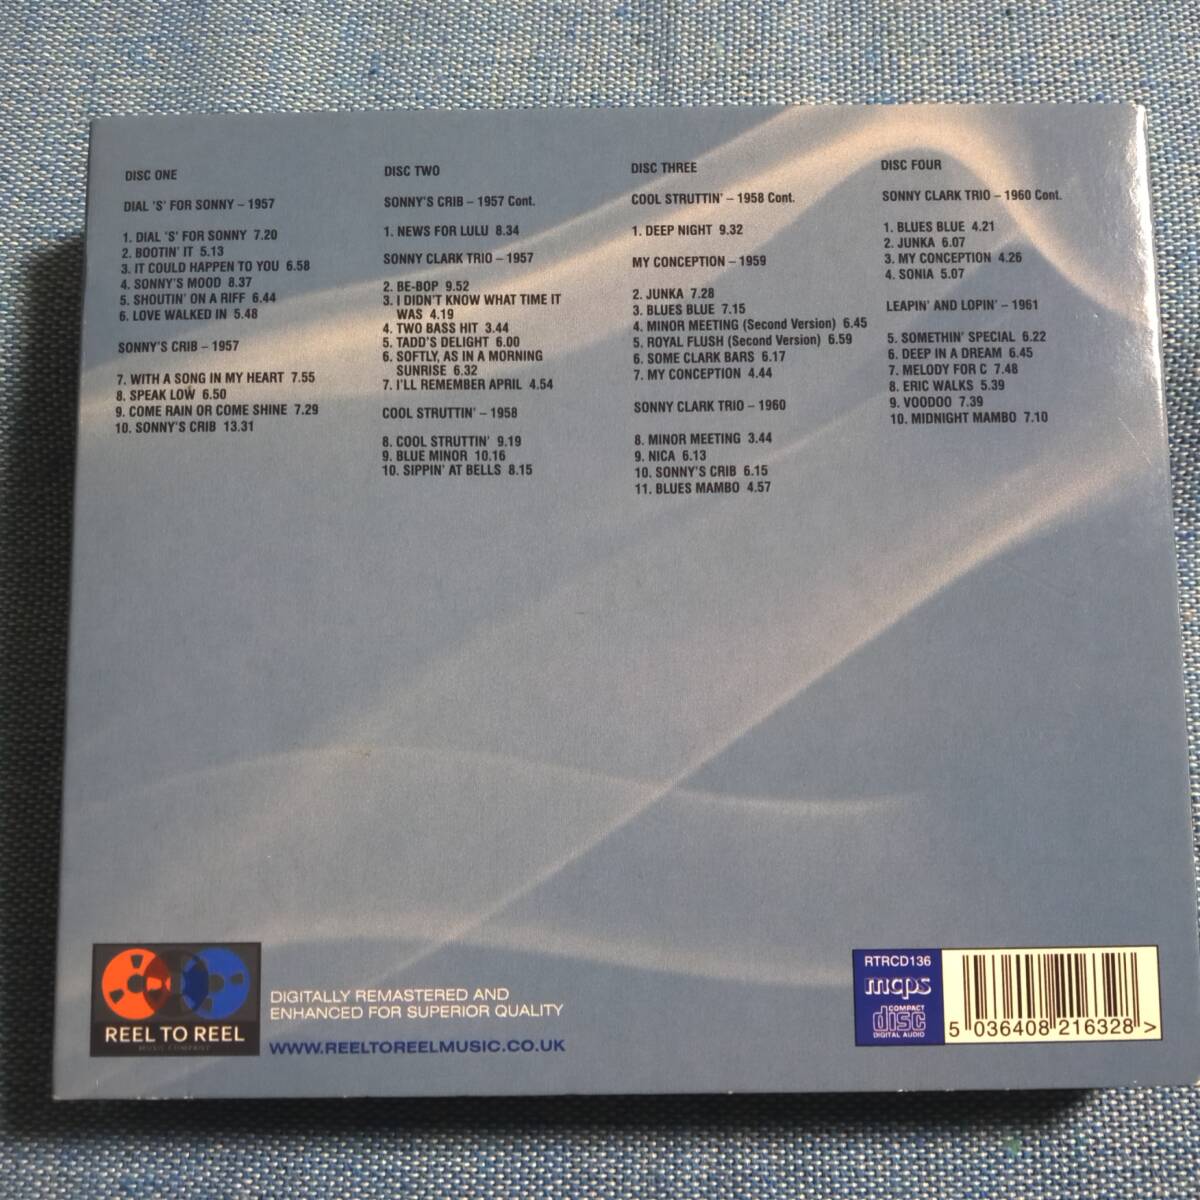 DISC ONE
DIAL 'S' FOR SONNY – 1957
1. DIAL 'S' FOR SONNY 7.20
2. BOOTIN' IT 5.13
3. IT COULD HAPPEN TO YOU 6.58
4. SONNY'S MOOD 8.37
5. SHOUTIN' ON A RIFF 6.44
6. LOVE WALKED IN 5.48
SONNY'S CRIB – 1957
7. WITH A SONG IN MY HEART 7.55
8. SPEAK LOW 6.50
9. COME RAIN OR COME SHINE 7.29
10. SONNY'S CRIB 13.31
DISC TWO
SONNY'S CRIB – 1957 Cont.
1. NEWS FOR LULU 8.34
SONNY CLARK TRIO – 1957
2. BE-BOP 9.52
3. I DIDN'T KNOW WHAT TIME IT
WAS 4.19
4. TWO BASS HIT 3.44
5. TADD'S DELIGHT 6.00
6. SOFTLY, AS IN A MORNING
SUNRISE 6.32
7. I'LL REMEMBER APRIL 4.54
COOL STRUTTIN' – 1958
8. COOL STRUTTIN' 9.19
9. BLUE MINOR 10.16
10. SIPPIN' AT BELLS 8.15
DISC THREE
COOL STRUTTIN' – 1958 Cont.
1. DEEP NIGHT 9.32
MY CONCEPTION – 1959
2. JUNKA 7.28
3. BLUES BLUE 7.15
4. MINOR MEETING (Second Version) 6.45
5. ROYAL FLUSH (Second Version) 6.59
6. SOME CLARK BARS 6.17
7. MY CONCEPTION 4.44
SONNY CLARK TRIO – 1960
8. MINOR MEETING 3.44
9. NICA 6.13
10. SONNY'S CRIB 6.15
11. BLUES MAMBO 4.57
DISC FOUR
SONNY CLARK TRIO – 1960 Cont.
1. BLUES BLUE 4.21
2. JUNKA 6.07
3. MY CONCEPTION 4.26
4. SONIA 5.07
LEAPIN' AND LOPIN' – 1961
5. SOMETHIN' SPECIAL 6.22
6. DEEP IN A DREAM 6.45
7. MELODY FOR C 7.48
8. ERIC WALKS 5.39
9. VOODOO 7.39
10. MIDNIGHT MAMBO 7.10
REEL TO REEL
MUSIC COMPANY
DIGITALLY REMASTERED AND
ENHANCED FOR SUPERIOR QUALITY
WWW.REELTOREELMUSIC.CO.UK
RTRCD136
mcps
COMPACT
disc
DIGITAL AUDIO
5 036408 216328 >